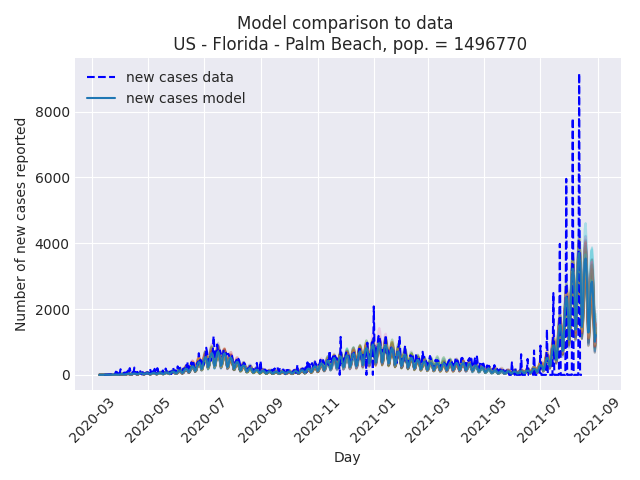 Model comparison to data
US - Florida - Palm Beach, pop. = 1496770
new cases data
new cases model
Number of new cases reported
8000
6000
4000
2000
0
2020-03
2020-05
2020-07
2020-09
2020-11
2021-01
2021-03
2021-05
2021-07
2021-09
Day